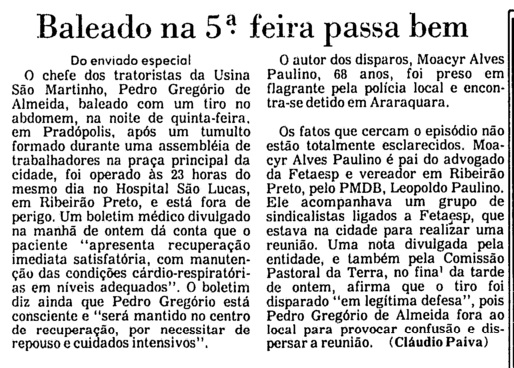 Baleado na 5ª feira passa bem
Do enviado especial
O chefe dos tratoristas da Usina
São Martinho, Pedro Gregório de
Almeida, baleado com um tiro no
abdomem, na noite de quinta-feira,
em Pradópolis, após um tumulto
formado durante uma assembléia de
trabalhadores na praça principal da
cidade, foi operado às 23 horas do
mesmo dia no Hospital São Lucas,
em Ribeirão Preto, e está fora de
perigo. Um boletim médico divulgado
na manhã de ontem dá conta que o
paciente "apresenta recuperação
imediata satisfatória, com manuten-
ção das condições cárdio-respiratóri-
as em níveis adequados". O boletim
diz ainda que Pedro Gregório está
consciente e "será mantido no centro
de recuperação, por necessitar de
repouso e cuidados intensivos".
O autor dos disparos, Moacyr Alves
Paulino, 68 anos, foi preso em
flagrante pela polícia local e encon-
tra-se detido em Araraquara.
Os fatos que cercam o episódio não
estão totalmente esclarecidos. Moa-
cyr Alves Paulino é pai do advogado
da Fetaesp e vereador em Ribeirão
Preto, pelo PMDB, Leopoldo Paulino.
Ele acompanhava um grupo de
sindicalistas ligados a Fetaesp, que
estava na cidade para realizar uma
reunião. Uma nota divulgada pela
entidade, e também pela Comissão
Pastoral da Terra, no final da tarde
de ontem, afirma que o tiro foi
disparado "em legítima defesa", pois
Pedro Gregório de Almeida fora ao
local para provocar confusão e dis-
persar a reunião. (Cláudio Paiva)